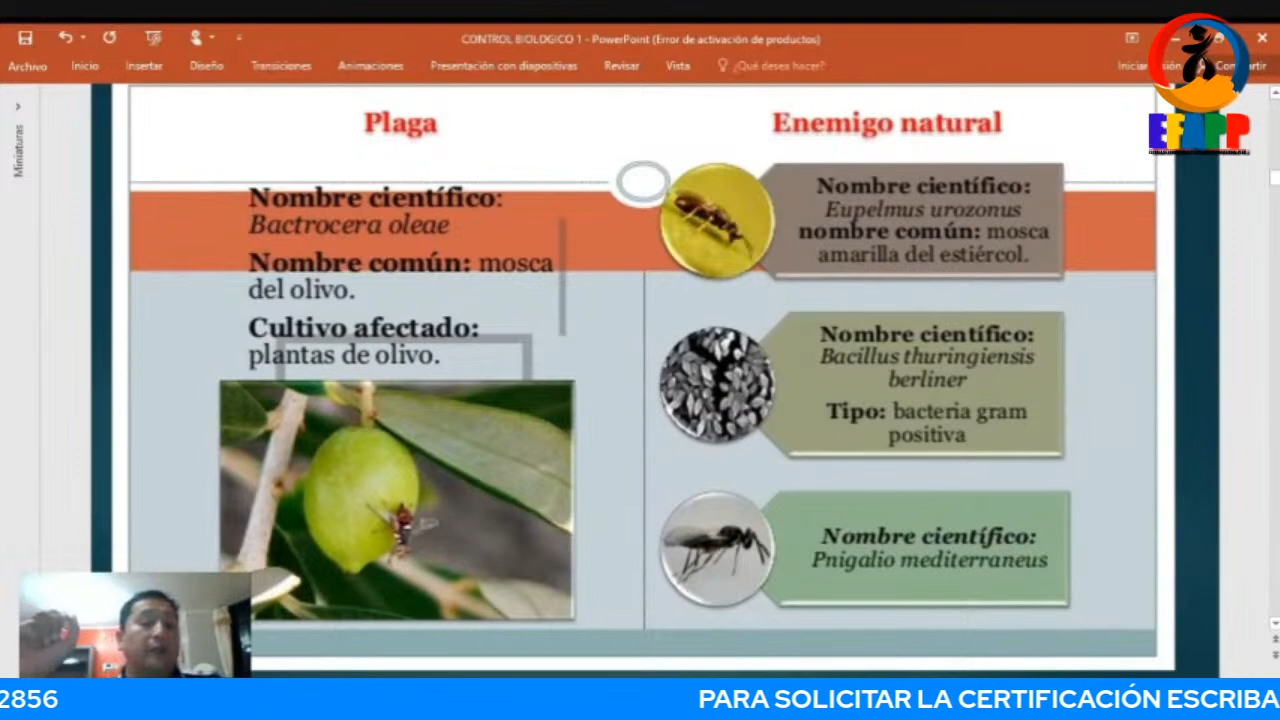 CONTROL BIOLOGICO 1 - PowerPoint (Error de activación de productos)
Archivo Inicio Insertar Diseño Transiciones Animaciones Presentación con diapositivas Revisar Vista ¿Qué desea hacer?
EFAPP
Miniaturas
Plaga
Nombre científico:
Bactrocera oleae
Nombre común: mosca
del olivo.
Cultivo afectado:
plantas de olivo.
Enemigo natural
Nombre científico:
Eupelmus urozonus
nombre común: mosca
amarilla del estiércol.
Nombre científico:
Bacillus thuringiensis
berliner
Tipo: bacteria gram
positiva
Nombre científico:
Pnigalio mediterraneus
2856
PARA SOLICITAR LA CERTIFICACIÓN ESCRIBA